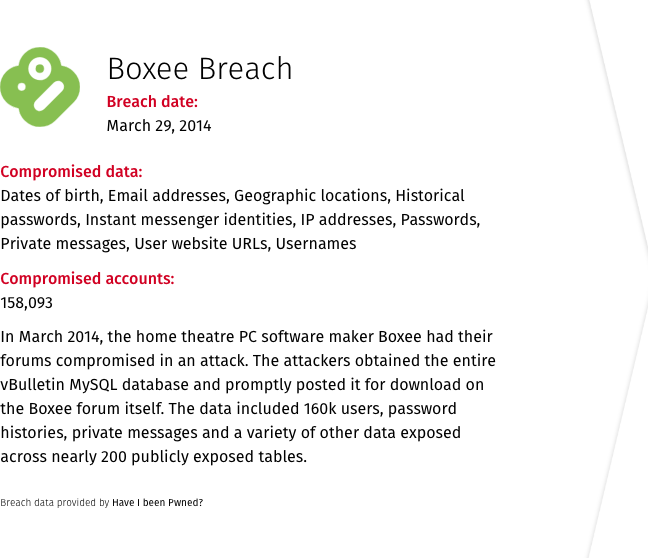 Boxee Breach
Breach date:
March 29, 2014
Compromised data:
Dates of birth, Email addresses, Geographic locations, Historical
passwords, Instant messenger identities, IP addresses, Passwords,
Private messages, User website URLs, Usernames
Compromised accounts:
158,093
In March 2014, the home theatre PC software maker Boxee had their
forums compromised in an attack. The attackers obtained the entire
vBulletin MySQL database and promptly posted it for download on
the Boxee forum itself. The data included 160k users, password
histories, private messages and a variety of other data exposed
across nearly 200 publicly exposed tables.
Breach data provided by Have I been Pwned?